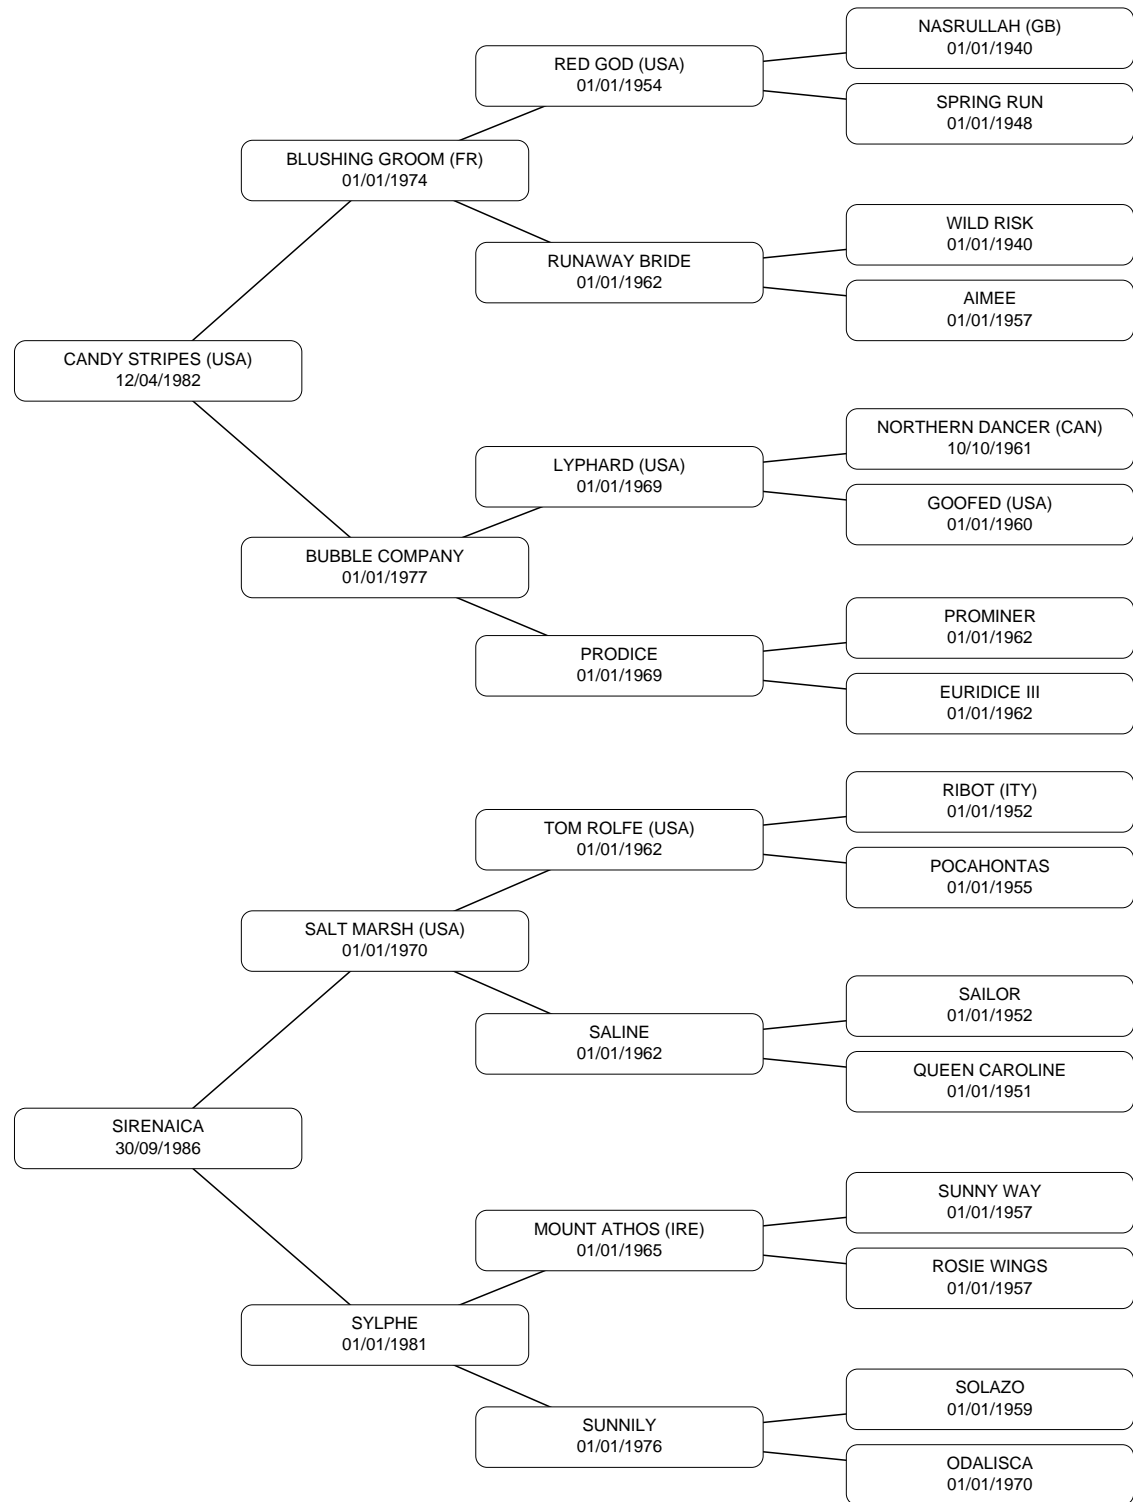 NASRULLAH (GB)
01/01/1940
RED GOD (USA)
01/01/1954
SPRING RUN
01/01/1948
BLUSHING GROOM (FR)
01/01/1974
WILD RISK
01/01/1940
RUNAWAY BRIDE
01/01/1962
AIMEE
01/01/1957
CANDY STRIPES (USA)
12/04/1982
NORTHERN DANCER (CAN)
10/10/1961
LYPHARD (USA)
01/01/1969
GOOFED (USA)
01/01/1960
BUBBLE COMPANY
01/01/1977
PROMINER
01/01/1962
PRODICE
01/01/1969
EURIDICE III
01/01/1962
RIBOT (ITY)
01/01/1952
TOM ROLFE (USA)
01/01/1962
POCAHONTAS
01/01/1955
SALT MARSH (USA)
01/01/1970
SAILOR
01/01/1952
SALINE
01/01/1962
QUEEN CAROLINE
01/01/1951
SIRENAICA
30/09/1986
SUNNY WAY
01/01/1957
MOUNT ATHOS (IRE)
01/01/1965
ROSIE WINGS
01/01/1957
SYLPHE
01/01/1981
SOLAZO
01/01/1959
SUNNILY
01/01/1976
ODALISCA
01/01/1970